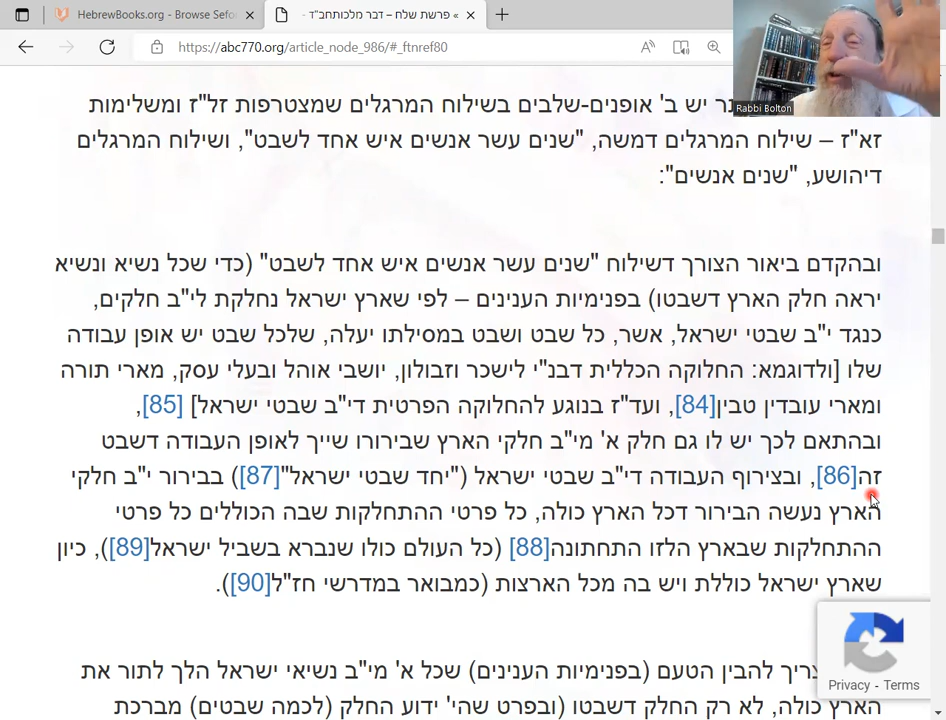 HebrewBooks.org - Browse Sefo
פרשת שלח – דבר מלכותחב"ד -
https://abc770.org/article_node_986/#_ftnref80
Rabbi Bolton
יש ב' אופנים-שלבים בשילוח המרגלים שמצטרפות זל"ז ומשלימות
זא"ז – שילוח המרגלים דמשה, "שנים עשר אנשים איש אחד לשבט", ושילוח המרגלים
דיהושע, "שנים אנשים":
ובהקדם ביאור הצורך דשילוח "שנים עשר אנשים איש אחד לשבט" (כדי שכל נשיא ונשיא
יראה חלק הארץ דשבטו) בפנימיות הענינים – לפי שארץ ישראל נחלקת לי"ב חלקים,
כנגד י"ב שבטי ישראל, אשר, כל שבט ושבט במסילתו יעלה, שלכל שבט יש אופן עבודה
שלו [ולדוגמא: החלוקה הכללית דבנ"י לישכר וזבולון, יושבי אוהל ובעלי עסק, מארי תורה
ומארי עובדין טבין[84], ועד"ז בנוגע להחלוקה הפרטית די"ב שבטי ישראל] [85],
ובהתאם לכך יש לו גם חלק א' מי"ב חלקי הארץ שבירורו שייך לאופן העבודה דשבט
זה[86], ובצירוף העבודה די"ב שבטי ישראל ("יחד שבטי ישראל"[87]) בבירור י"ב חלקי
הארץ נעשה הבירור דכל הארץ כולה, כל פרטי ההתחלקות שבה הכוללים כל פרטי
ההתחלקות שבארץ הלזו התחתונה[88] (כל העולם כולו שנברא בשביל ישראל[89]), כיון
שארץ ישראל כוללת ויש בה מכל הארצות (כמבואר במדרשי חז"ל[90]).
צריך להבין הטעם (בפנימיות הענינים) שכל א' מי"ב נשיאי ישראל הלך לתור את
הארץ כולה, לא רק החלק דשבטו (ובפרט שהי' ידוע החלק (לכמה שבטים) מברכת
Privacy - Terms